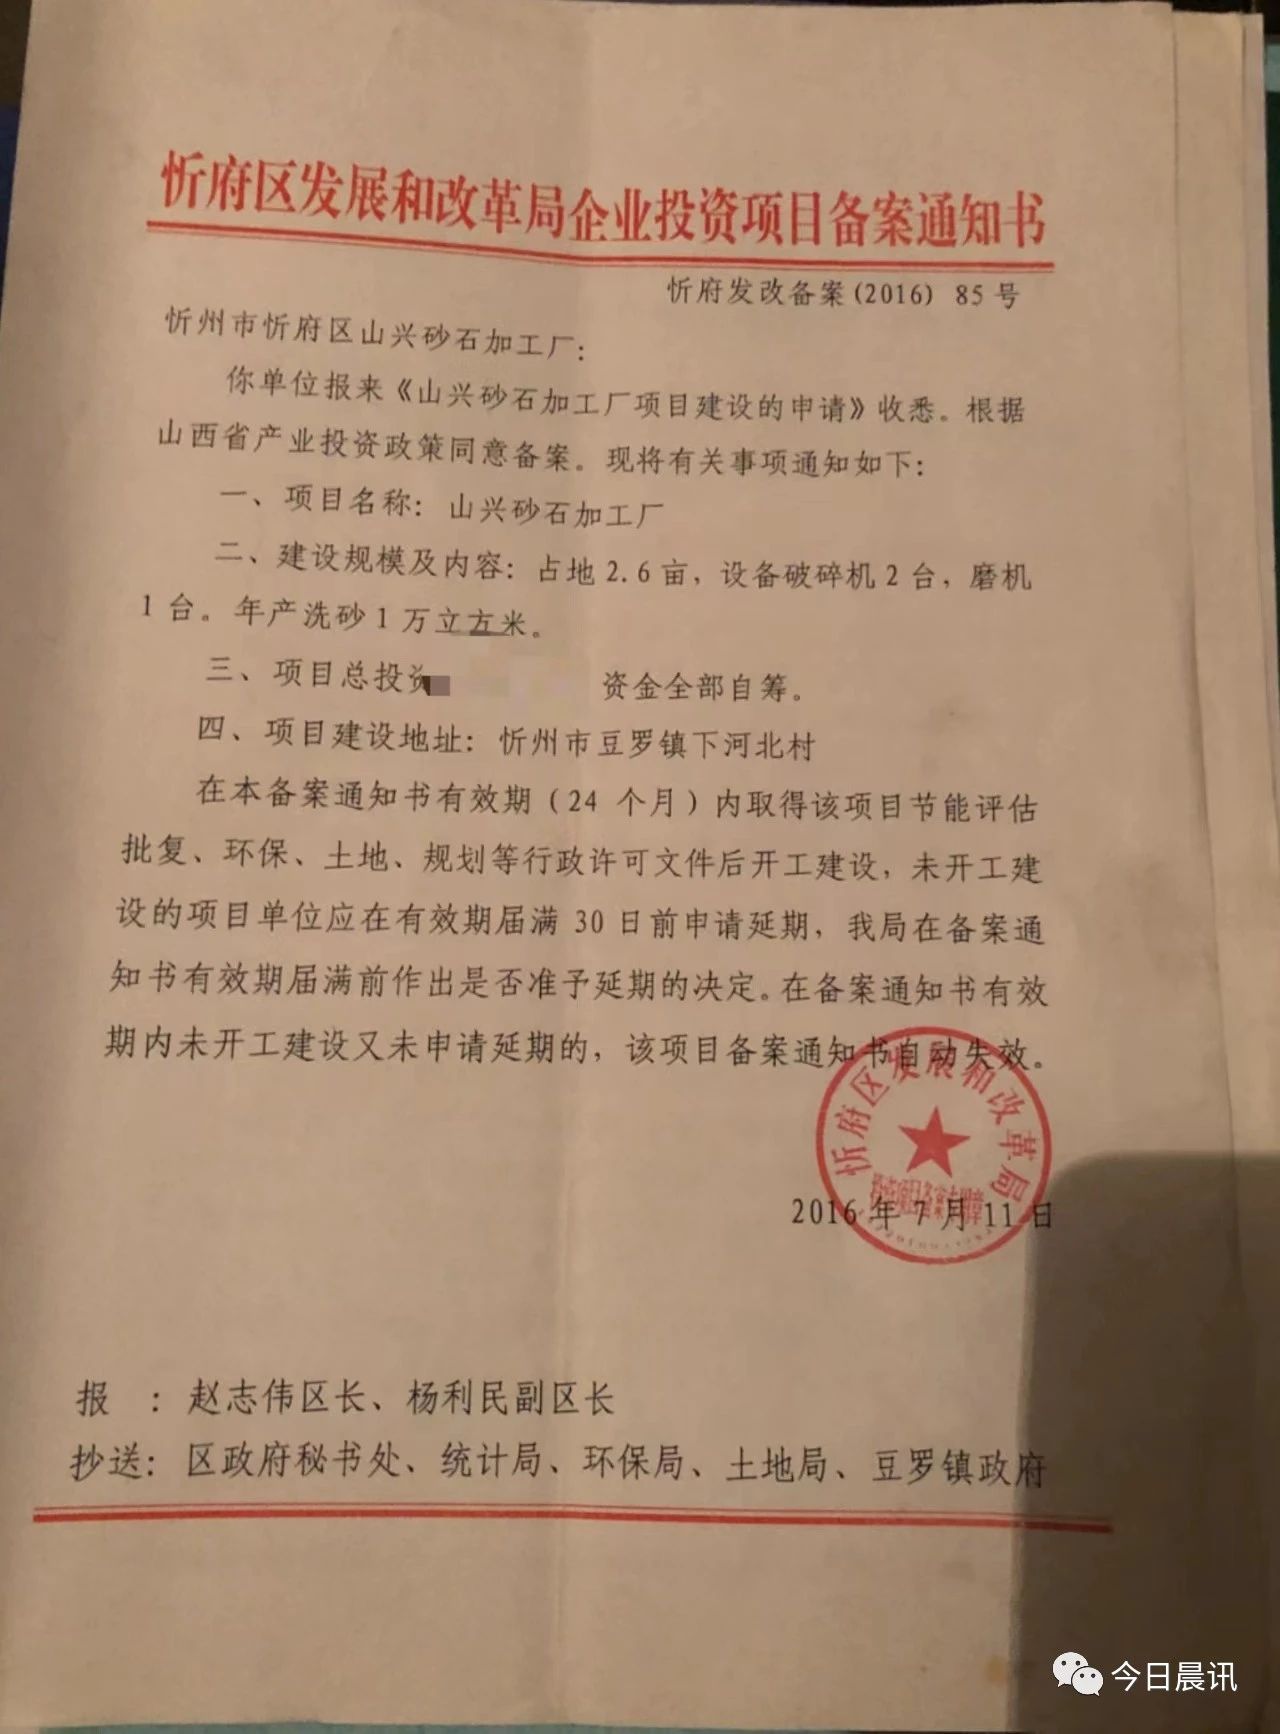 忻府区发展和改革局企业投资项目备案通知书
忻府发改备案(2016) 85号
忻州市忻府区山兴砂石加工厂:
你单位报来《山兴砂石加工厂项目建设的申请》收悉。根据
山西省产业投资政策同意备案。现将有关事项通知如下:
一、项目名称: 山兴砂石加工厂
二、建设规模及内容: 占地2.6亩, 设备破碎机2台, 磨机
1台。年产洗砂1万立方米。
三、项目总投资 资金全部自筹。
四、项目建设地址: 忻州市豆罗镇下河北村
在本备案通知书有效期(24 个月)内取得该项目节能评估
批复、环保、土地、规划等行政许可文件后开工建设, 未开工建
设的项目单位应在有效期届满 30 日前申请延期, 我局在备案通
知书有效期届满前作出是否准予延期的决定。在备案通知书有效
期内未开工建设又未申请延期的, 该项目备案通知书自动失效。
忻府区发展和改革局
投资项目备案专用章
2016 年 7 月 11 日
报 : 赵志伟区长、杨利民副区长
抄送: 区政府秘书处、统计局、环保局、土地局、豆罗镇政府
今日晨讯